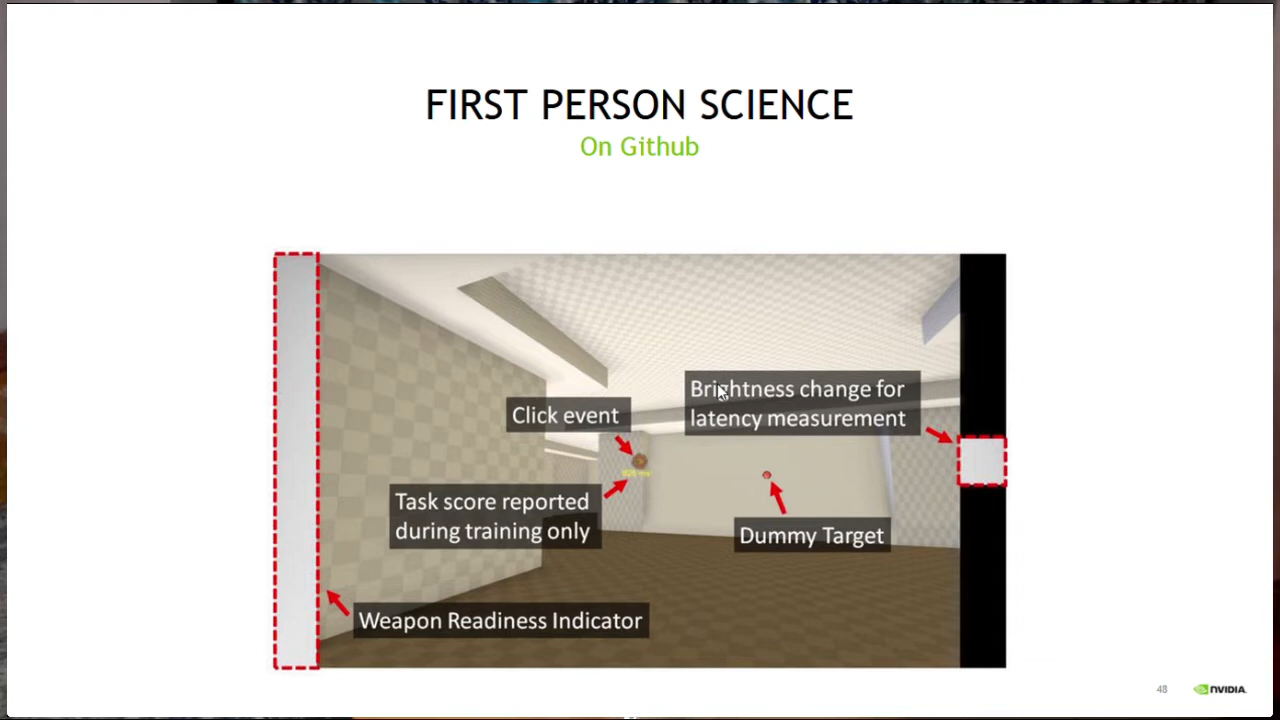 FIRST PERSON SCIENCE
On Github
Brightness change for
latency measurement
Click event
Task score reported
during training only
Dummy Target
Weapon Readiness Indicator
48
NVIDIA